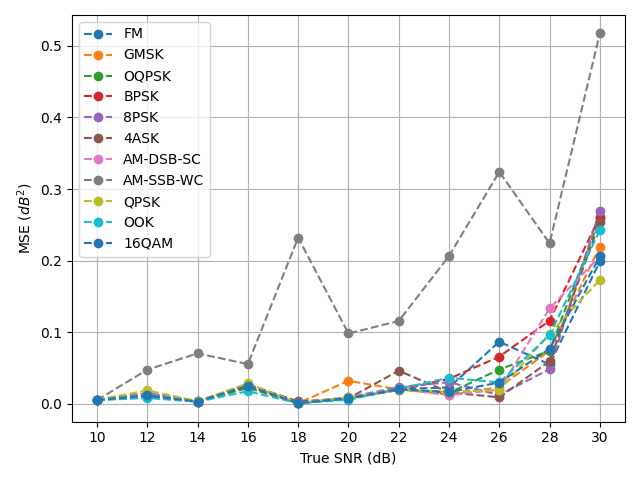 FM
GMSK
OQPSK
BPSK
8PSK
4ASK
AM-DSB-SC
AM-SSB-WC
QPSK
OOK
16QAM
0.5
0.4
0.3
0.2
0.1
0.0
MSE (dB²)
10 12 14 16 18 20 22 24 26 28 30
True SNR (dB)